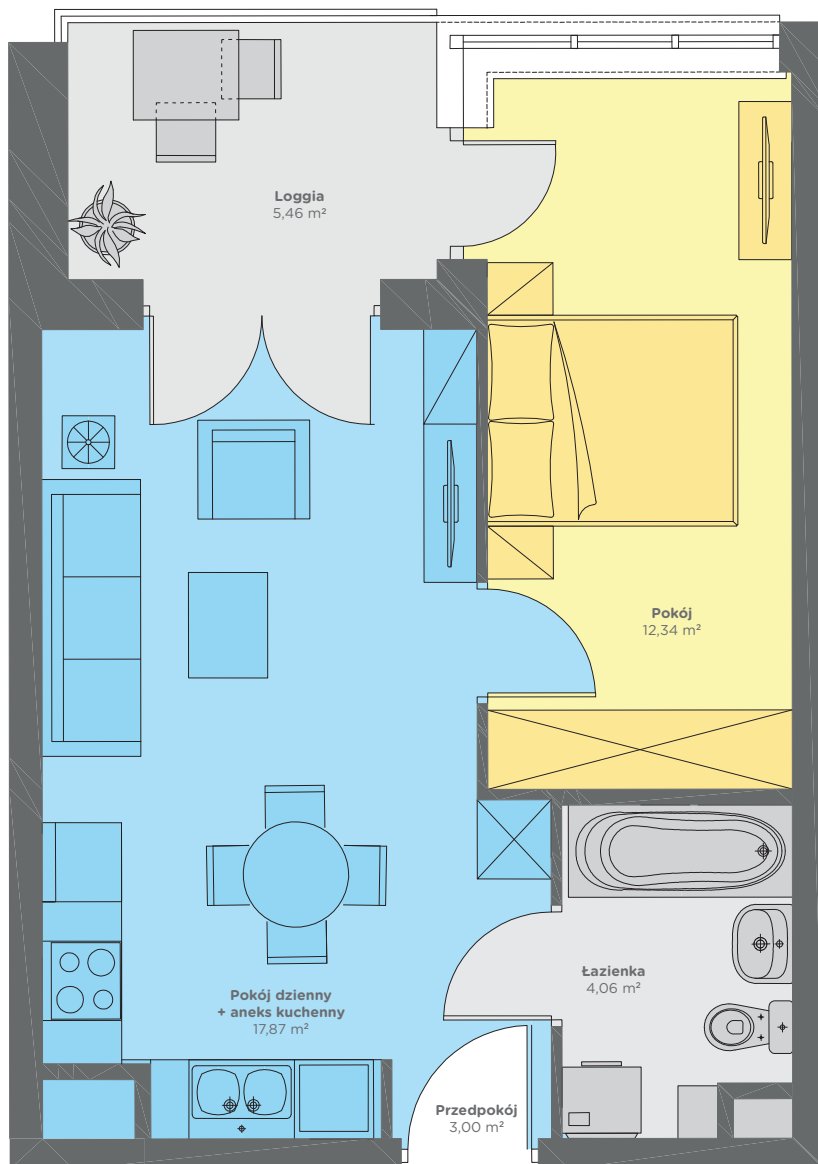 Loggia
5,46 m²
Pokój
12,34 m²
Łazienka
4,06 m²
Pokój dzienny
+ aneks kuchenny
17,87 m²
Przedpokój
3,00 m²